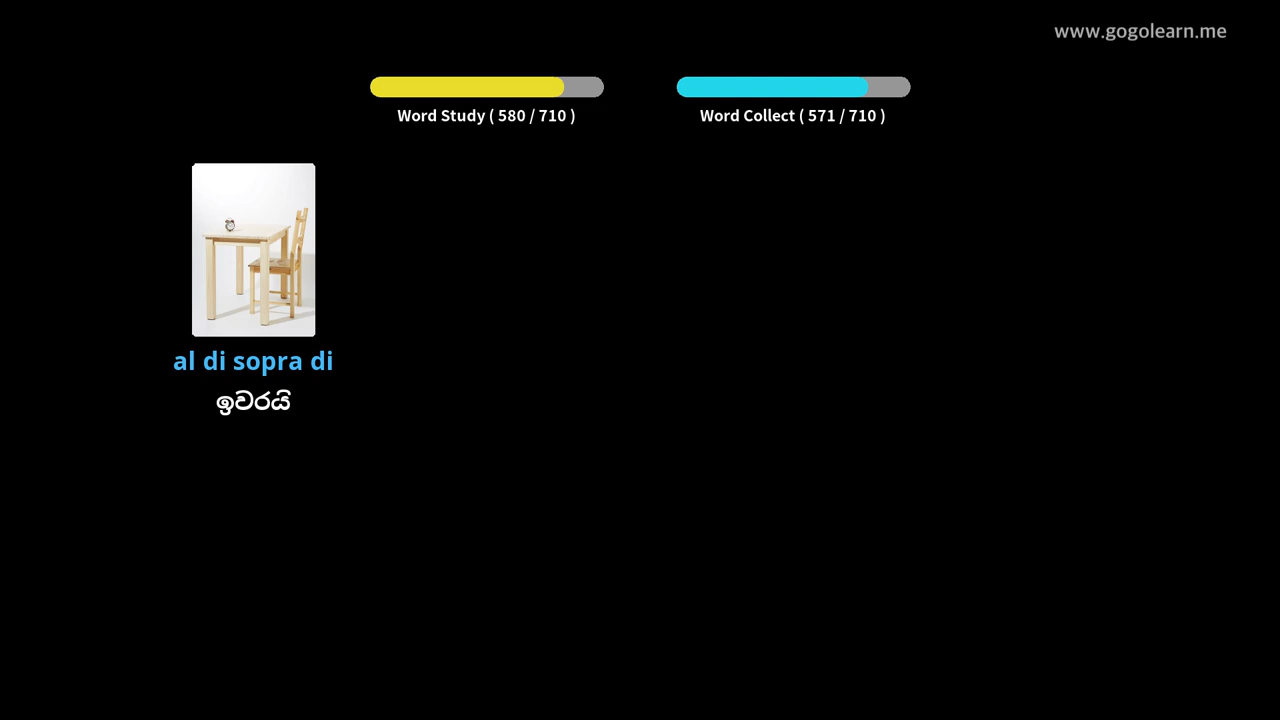 www.gogolearn.me
Word Study ( 580 / 710 )
Word Collect ( 571 / 710 )
al di sopra di
ඉවරයි